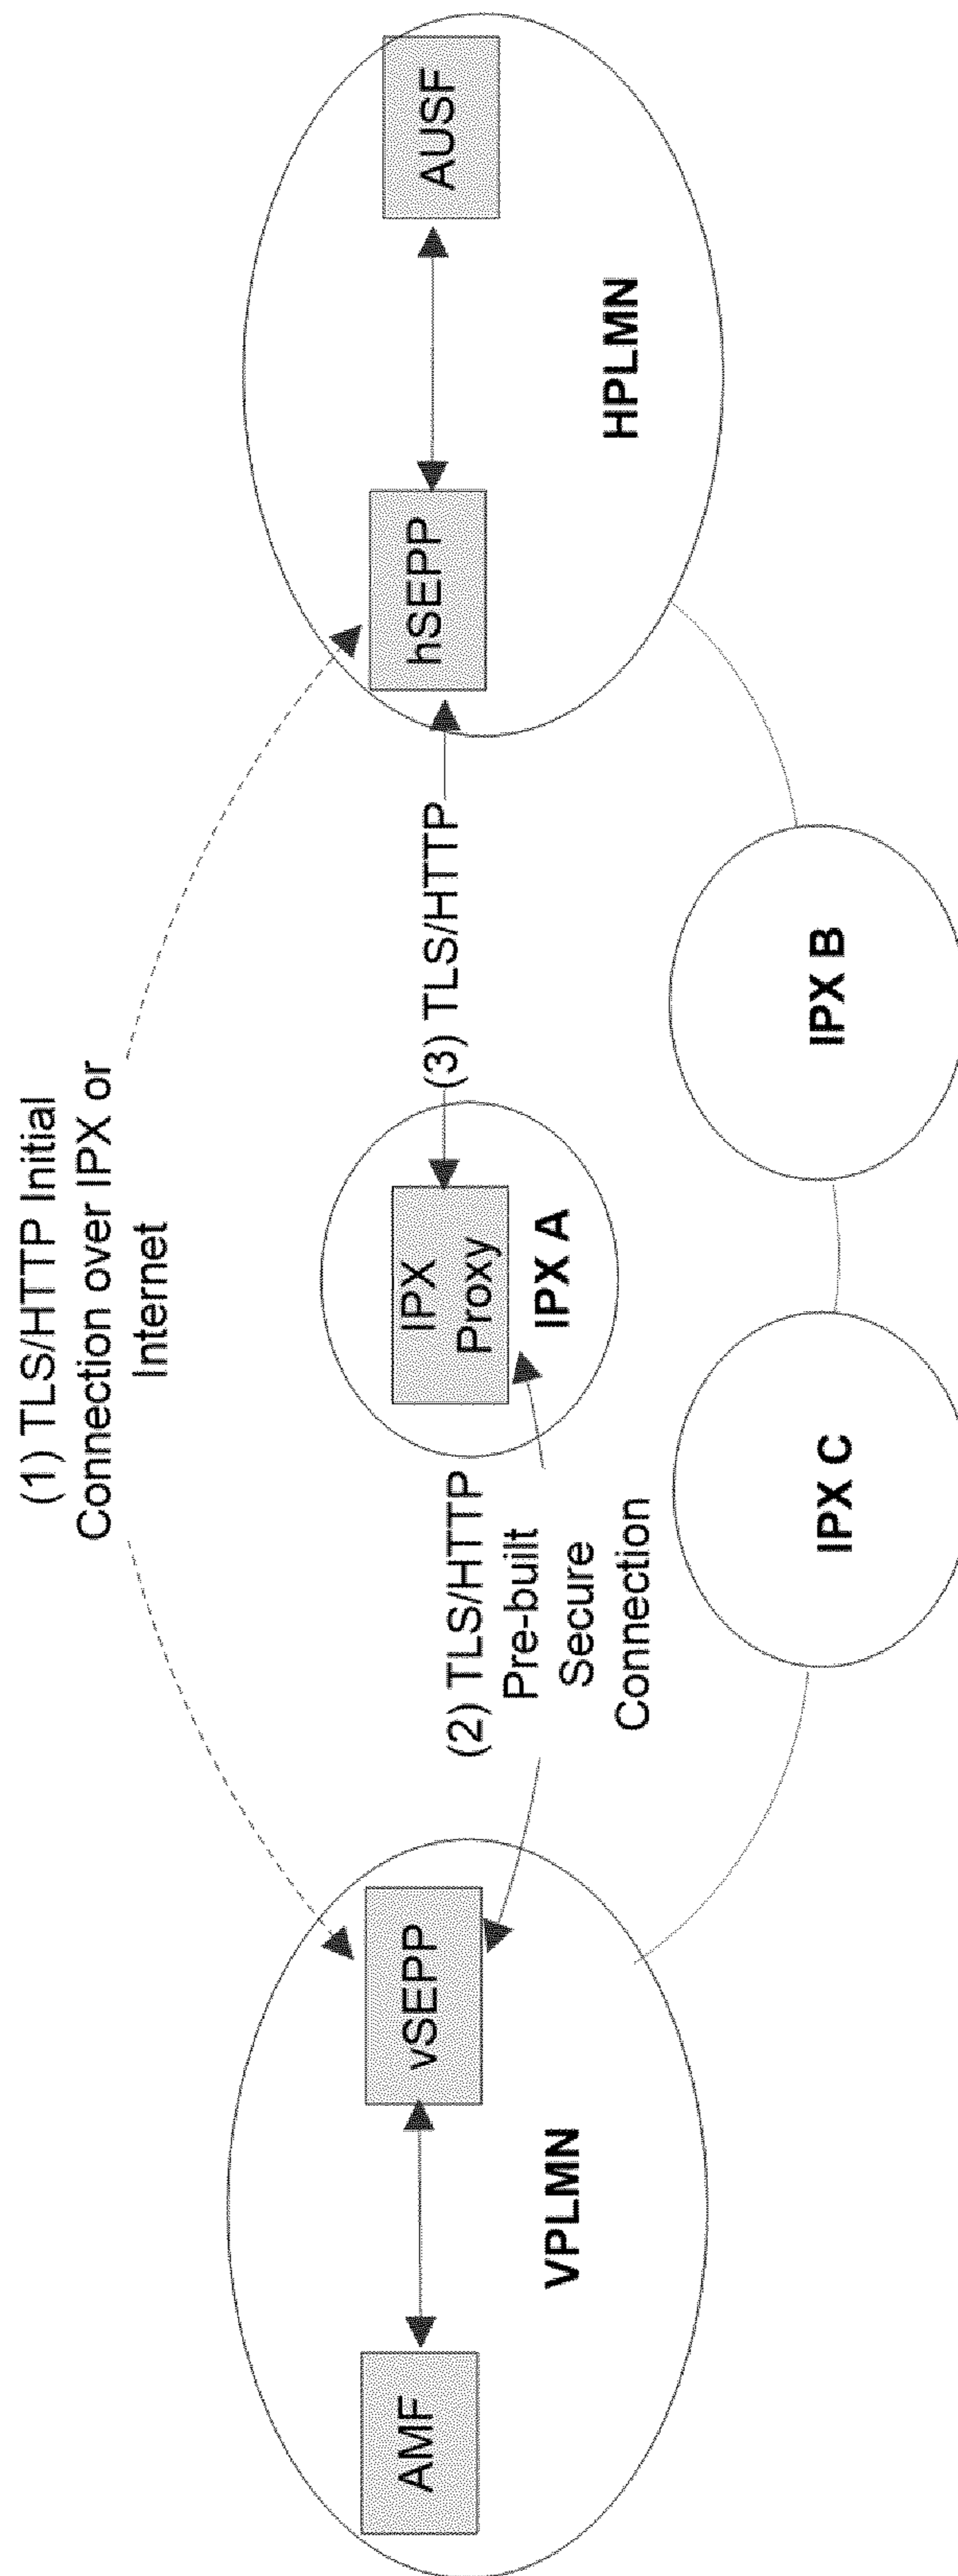 (1) TLS/HTTP Initial
Connection over IPX or
Internet
AMF
vSEPP
VPLMN
(2) TLS/HTTP
Pre-built
Secure
Connection
IPX
Proxy
IPX A
(3) TLS/HTTP
hSEPP
AUSF
HPLMN
IPX C
IPX B